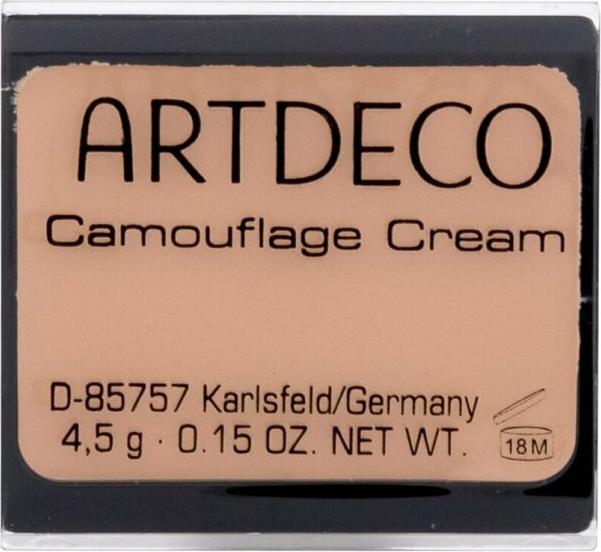 ARTDECO
Camouflage Cream
D-85757 Karlsfeld/Germany
4,5 g · 0.15 OZ. NET WT.
18M